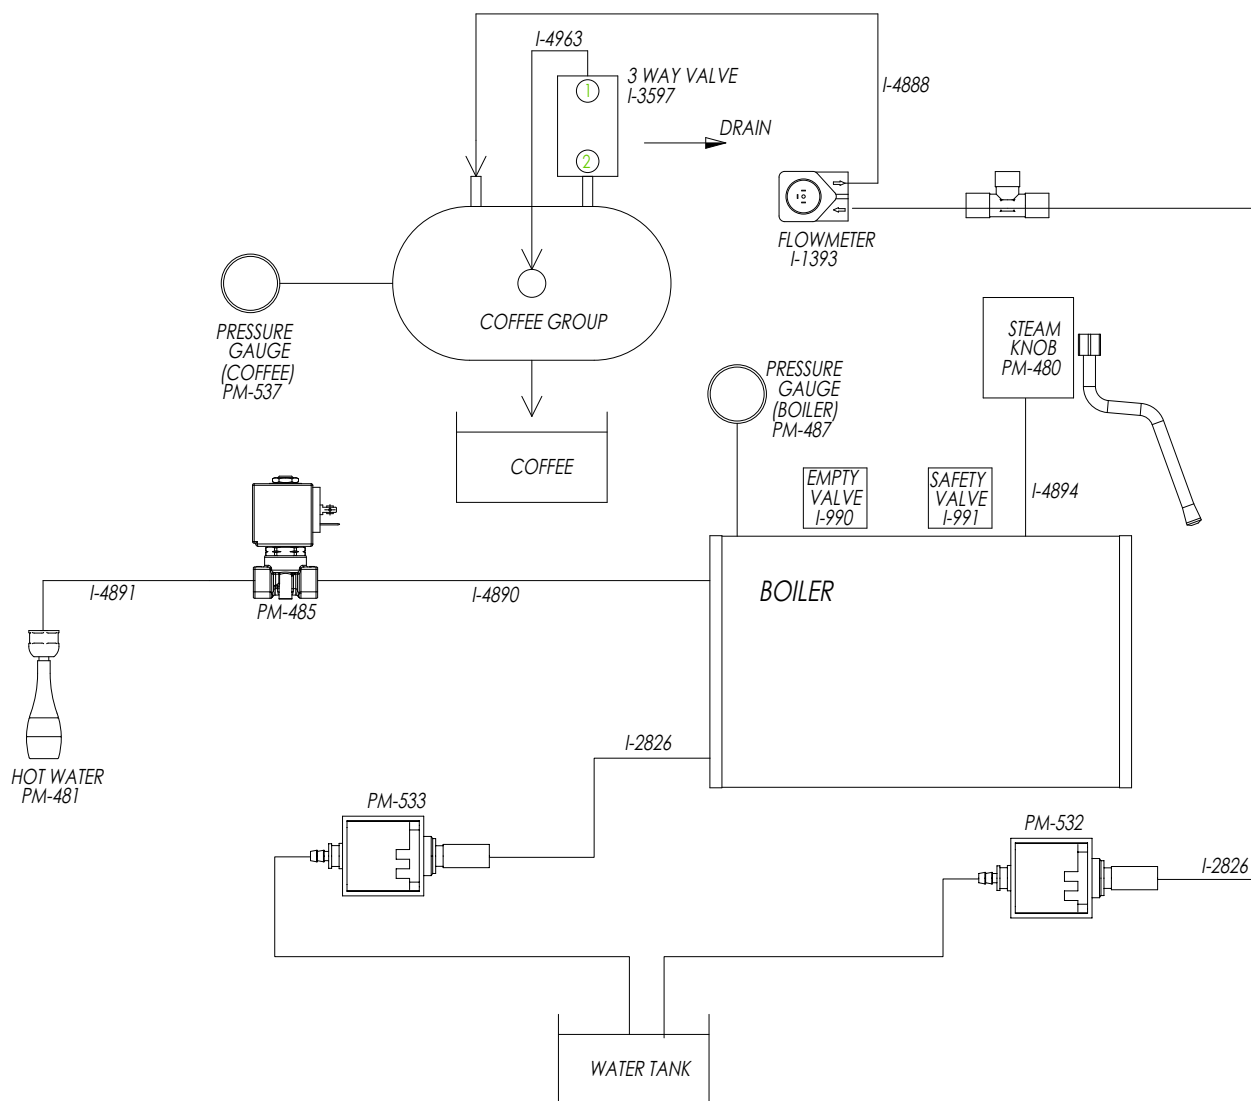 I-4963
3 WAY VALVE
I-3597
1
2
DRAIN
I-4888
FLOWMETER
I-1393
COFFEE GROUP
PRESSURE
GAUGE
(COFFEE)
PM-537
STEAM
KNOB
PM-480
PRESSURE
GAUGE
(BOILER)
PM-487
COFFEE
EMPTY
VALVE
I-990
SAFETY
VALVE
I-991
I-4894
I-4891
PM-485
I-4890
BOILER
HOT WATER
PM-481
I-2826
PM-533
PM-532
I-2826
WATER TANK